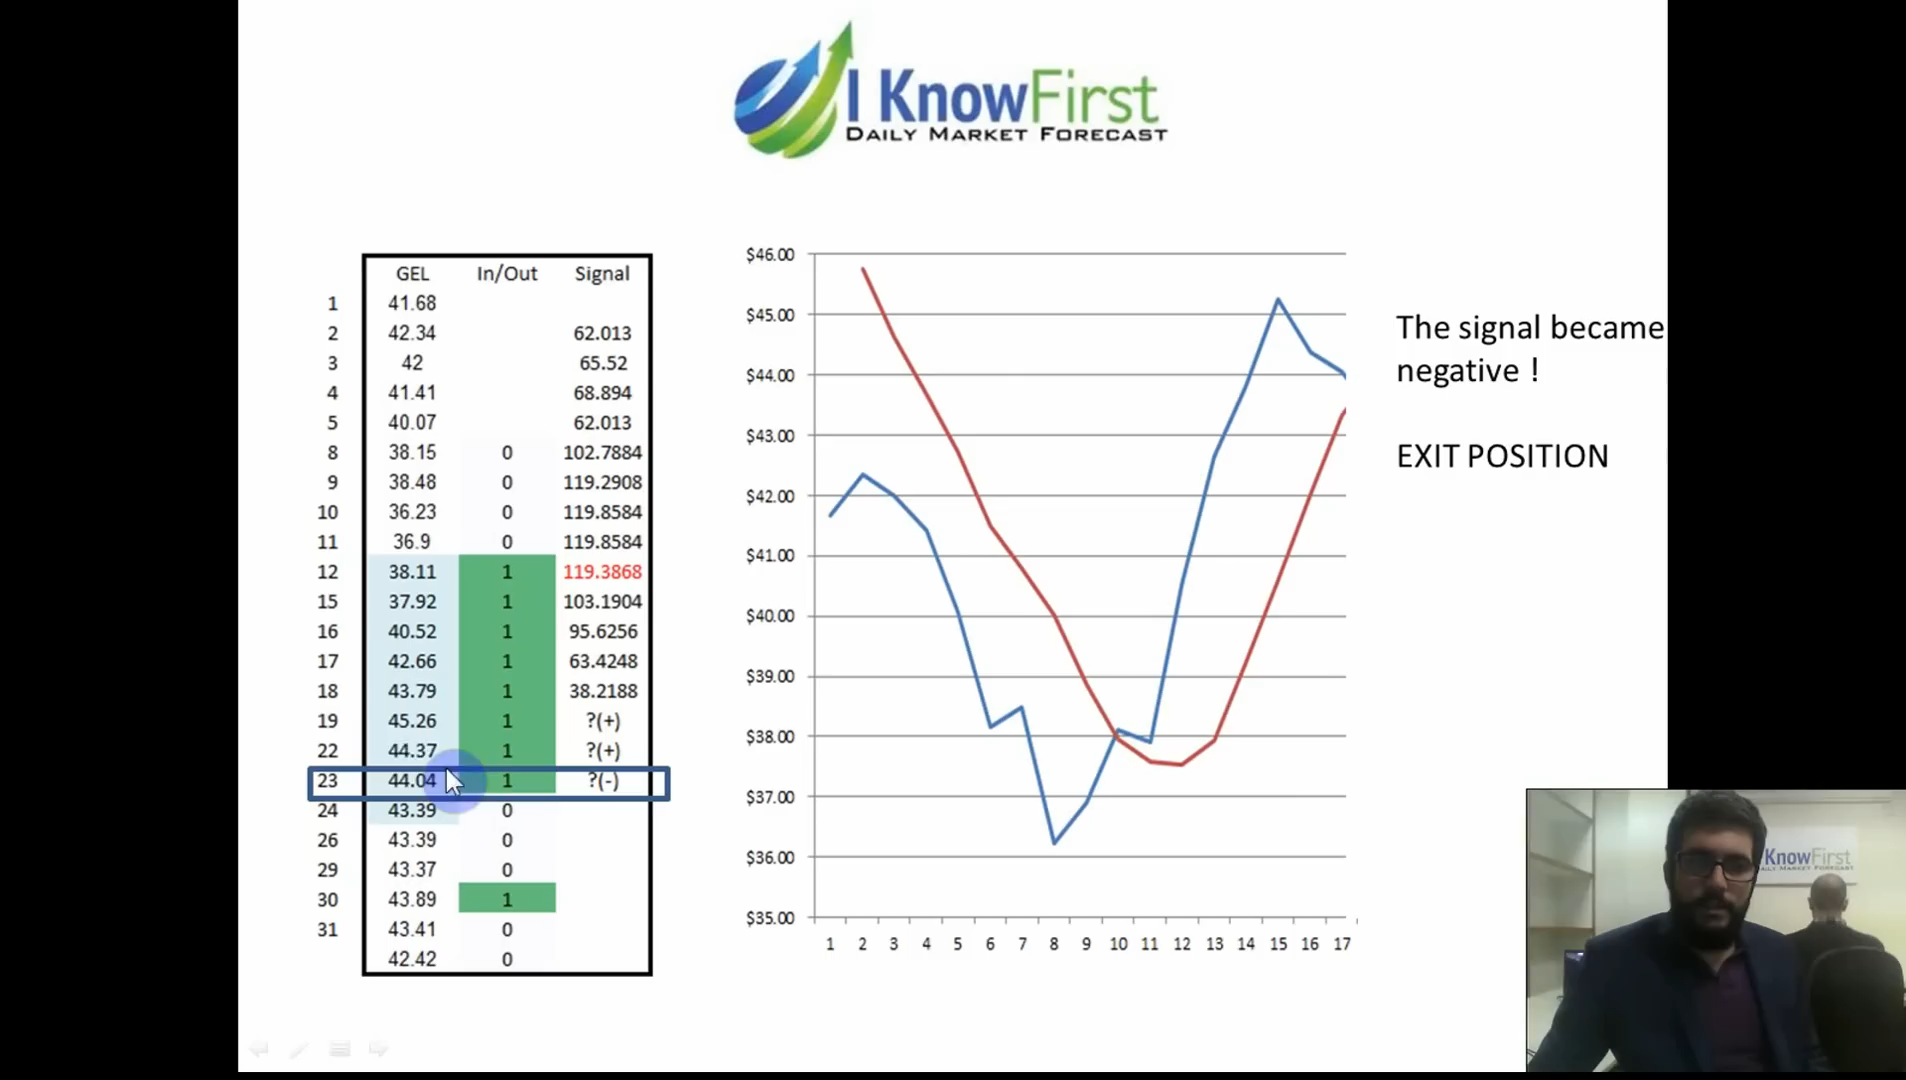 I KnowFirst
DAILY MARKET FORECAST
GEL In/Out Signal
1 41.68
2 42.34 62.013
3 42 65.52
4 41.41 68.894
5 40.07 62.013
8 38.15 0 102.7884
9 38.48 0 119.2908
10 36.23 0 119.8584
11 36.9 0 119.8584
12 38.11 1 119.3868
15 37.92 1 103.1904
16 40.52 1 95.6256
17 42.66 1 63.4248
18 43.79 1 38.2188
19 45.26 1 ?(+)
22 44.37 1 ?(+)
23 44.04 1 ?(-)
24 43.39 0
26 43.39 0
29 43.37 0
30 43.89 1
31 43.41 0
42.42 0
$46.00
$45.00
$44.00
$43.00
$42.00
$41.00
$40.00
$39.00
$38.00
$37.00
$36.00
$35.00
1 2 3 4 5 6 7 8 9 10 11 12 13 14 15 16 17
The signal became
negative !
EXIT POSITION
KnowFirst